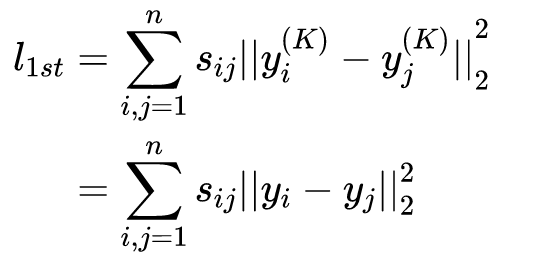 l_{1st} = \sum_{i,j=1}^{n} s_{ij} ||y_i^{(K)} - y_j^{(K)}||_2^2
= \sum_{i,j=1}^{n} s_{ij} ||y_i - y_j||_2^2